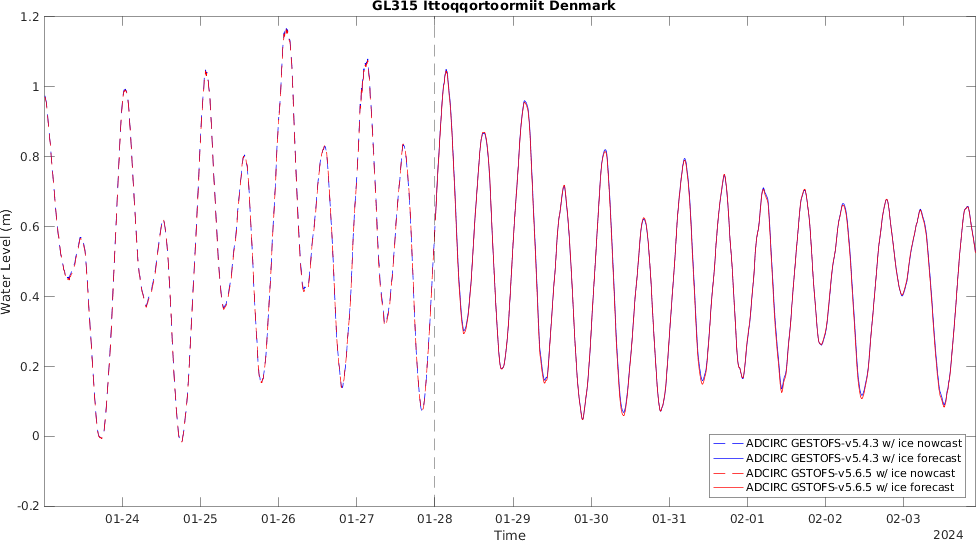 GL315 Ittoqqortoormiit Denmark
1.2
1
0.8
0.6
0.4
0.2
0
-0.2
Water Level (m)
01-24 01-25 01-26 01-27 01-28 01-29 01-30 01-31 02-01 02-02 02-03
Time
2024
ADCIRC GESTOFS-v5.4.3 w/ ice nowcast
ADCIRC GESTOFS-v5.4.3 w/ ice forecast
ADCIRC GSTOFS-v5.6.5 w/ ice nowcast
ADCIRC GSTOFS-v5.6.5 w/ ice forecast